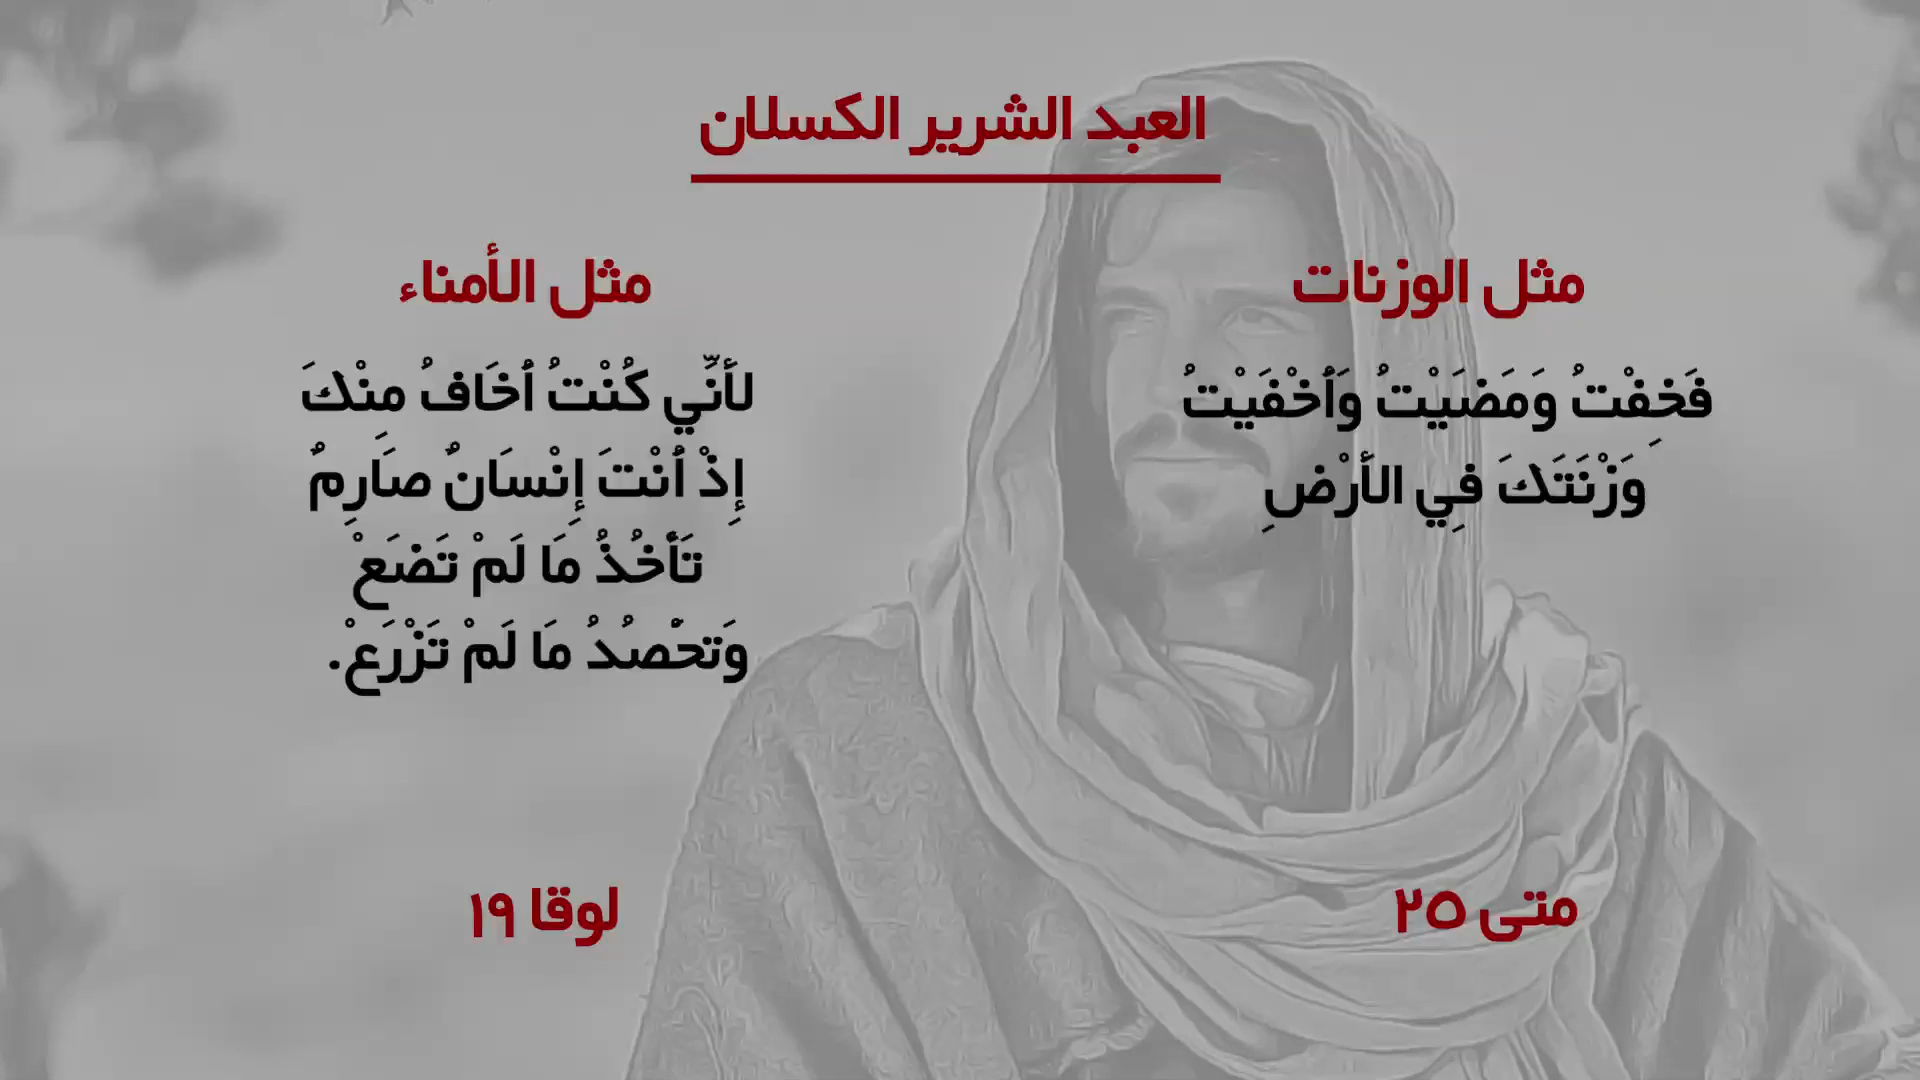 العبد الشرير الكسلان
مثل الوزنات
فَخِفْتُ وَمَضَيْتُ وَأَخْفَيْتُ
وَزْنَتَكَ فِي الأَرْضِ
متى ٢٥
مثل الأمناء
لأَنِّي كُنْتُ أَخَافُ مِنْكَ
إِذْ أَنْتَ إِنْسَانٌ صَارِمٌ
تَأْخُذُ مَا لَمْ تَضَعْ
وَتَحْصُدُ مَا لَمْ تَزْرَعْ.
لوقا ١٩